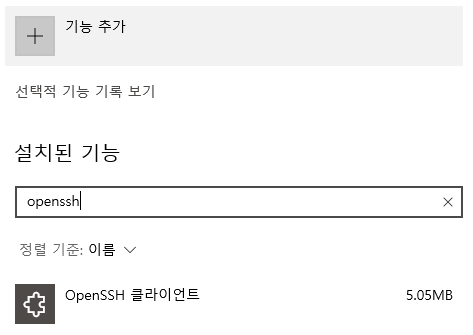 기능 추가
선택적 기능 기록 보기
설치된 기능
openssh
정렬 기준: 이름
OpenSSH 클라이언트 5.05MB